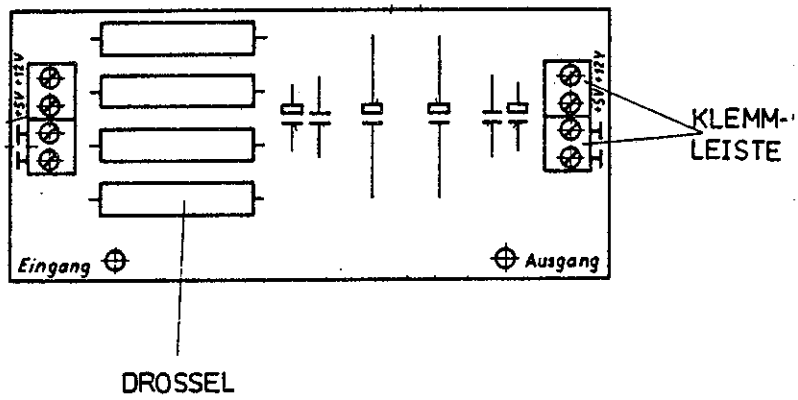 +5V +12V
+5V +12V
KLEMM-
LEISTE
Eingang
Ausgang
DROSSEL